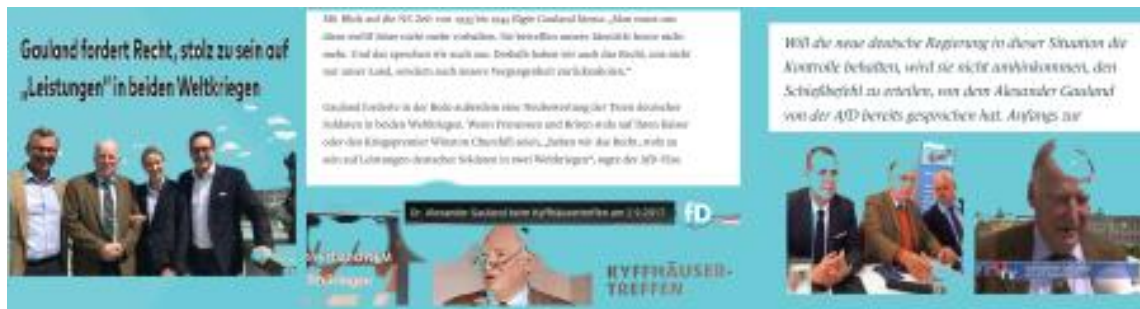 Gauland fordert Recht, stolz zu sein auf
„Leistungen“ in beiden Weltkriegen
Mit Blick auf die NS-Zeit von 1933 bis 1945 fügte Gauland hinzu: „Man muss uns
diese zwölf Jahre nicht mehr vorhalten. Sie betreffen unsere Identität heute nicht
mehr. Und das sprechen wir auch aus. Deshalb haben wir auch das Recht, uns nicht
nur unser Land, sondern auch unsere Vergangenheit zurückzuholen.“
Gauland forderte in der Rede außerdem eine Neubewertung der Taten deutscher
Soldaten in beiden Weltkriegen. Wenn Franzosen und Briten stolz auf ihren Kaiser
oder den Kriegspremier Winston Churchill seien, „haben wir das Recht, stolz zu
sein auf Leistungen deutscher Soldaten in zwei Weltkriegen“, sagte der AfD-Vize.
Dr. Alexander Gauland beim Kyffhäusertreffen am 2.9.2017
fD
KYFFHÄUSER-
TREFFEN
Will die neue deutsche Regierung in dieser Situation die
Kontrolle behalten, wird sie nicht umhinkommen, den
Schießbefehl zu erteilen, von dem Alexander Gauland
von der AfD bereits gesprochen hat. Anfangs zur